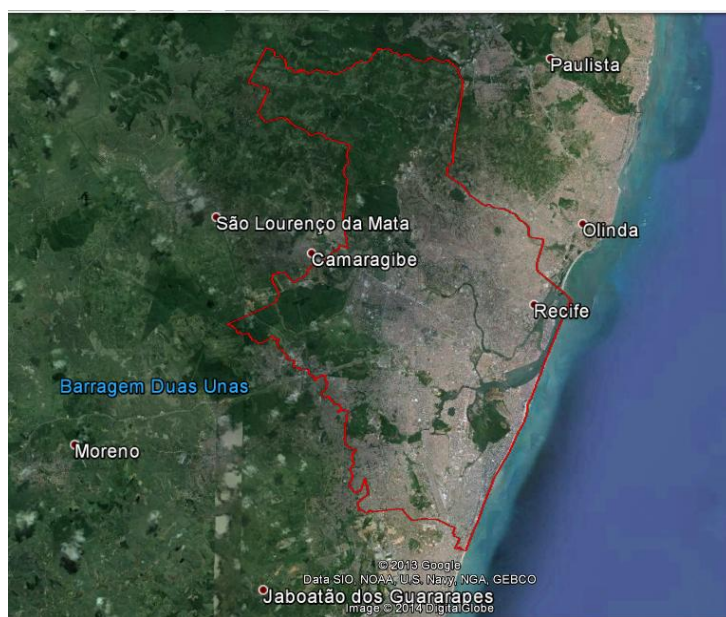 Paulista
São Lourenço da Mata
Olinda
Camaragibe
Recife
Barragem Duas Unas
Moreno
© 2013 Google
Data SIO, NOAA, U.S. Navy, NGA, GEBCO
Jaboatão dos Guararapes
Image © 2014 DigitalGlobe